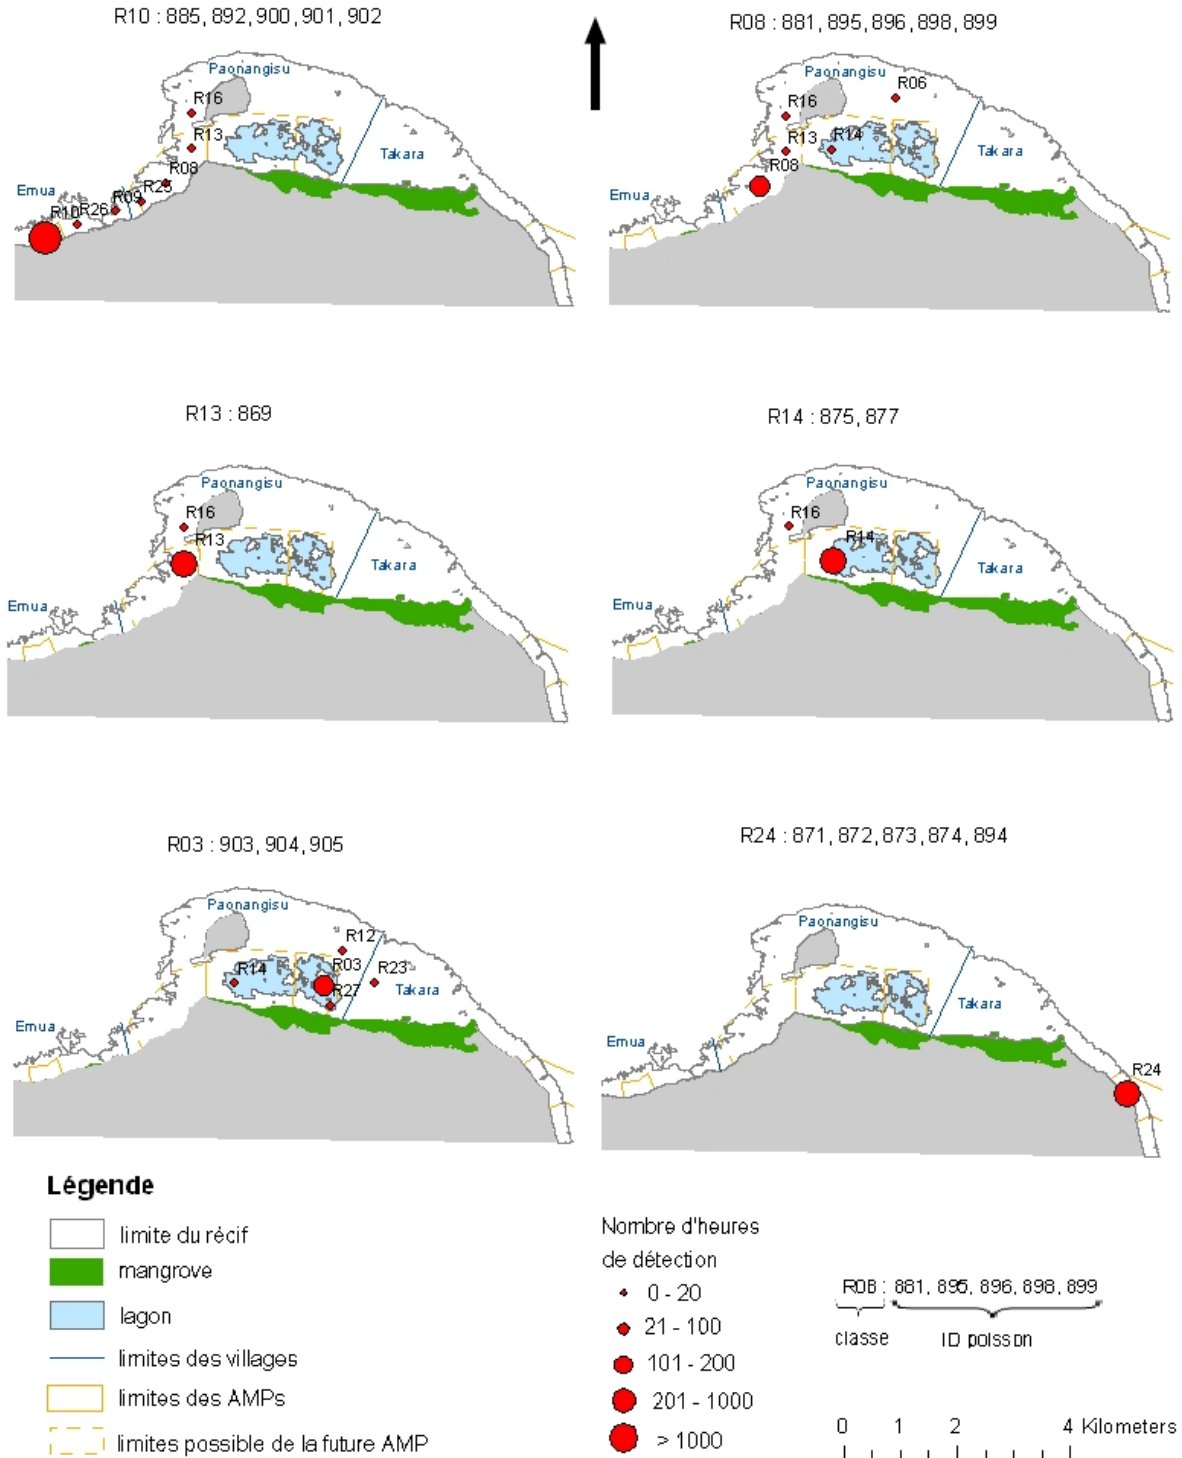 R10 : 885, 892, 900, 901, 902
Paonangisu
R16
R13
Takara
R08
R25
R09
R26
R10
Emua
R08 : 881, 895, 896, 898, 899
Paonangisu
R06
R16
R13
R14
Takara
R08
Emua
R13 : 869
Paonangisu
R16
R13
Takara
Emua
R14 : 875, 877
Paonangisu
R16
R14
Takara
Emua
R03 : 903, 904, 905
Paonangisu
R12
R03
R14
R23
R27
Takara
Emua
R24 : 871, 872, 873, 874, 894
Paonangisu
Takara
Emua
R24
Légende
limite du récif
mangrove
lagon
limites des villages
limites des AMPs
limites possible de la future AMP
Nombre d'heures
de détection
0 - 20
21 - 100
101 - 200
201 - 1000
> 1000
R08 : 881, 895, 896, 898, 899
classe ID poisson
0 1 2 4 Kilometers